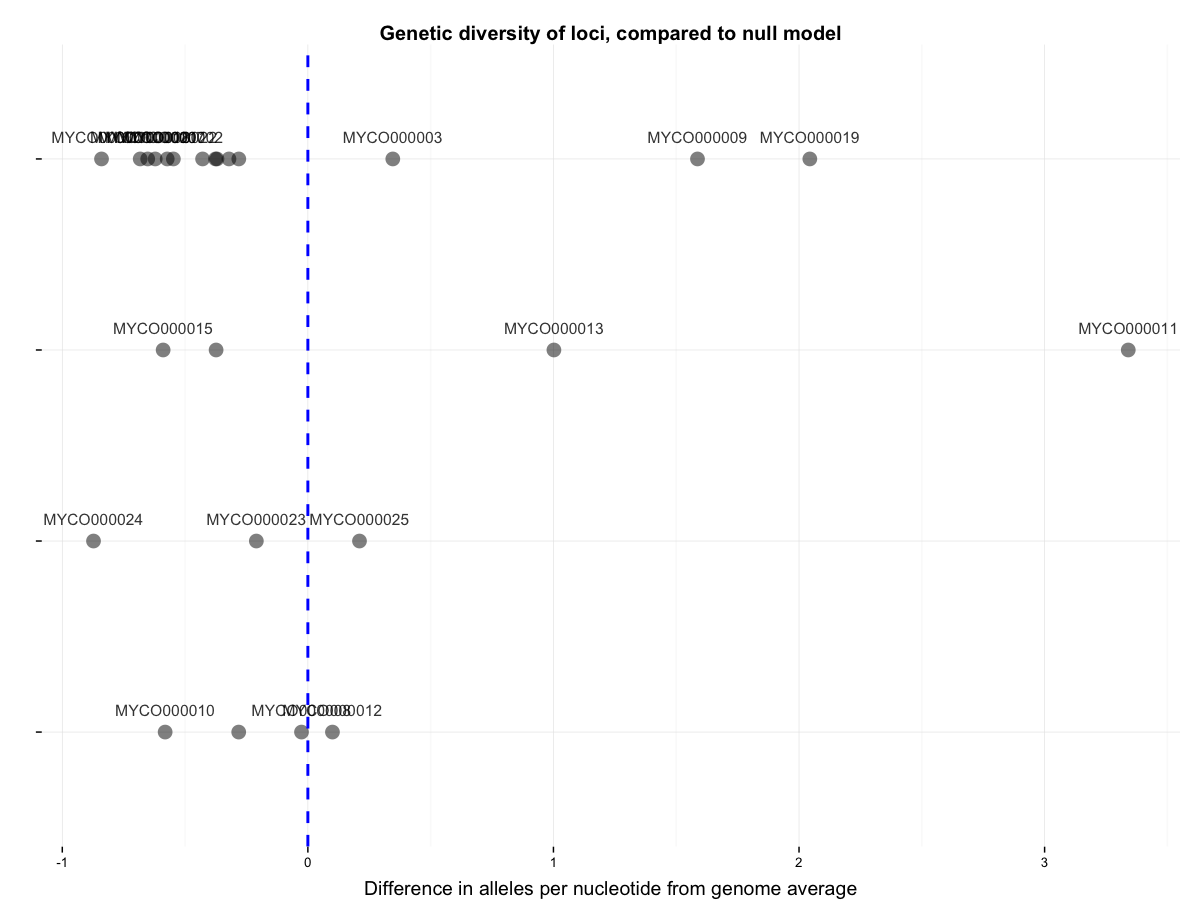 Genetic diversity of loci, compared to null model
MYCO000003 MYCO000009 MYCO000019
MYCO000015 MYCO000013 MYCO000011
MYCO000024 MYCO000023 MYCO000025
MYCO000010
-1 0 1 2 3
Difference in alleles per nucleotide from genome average